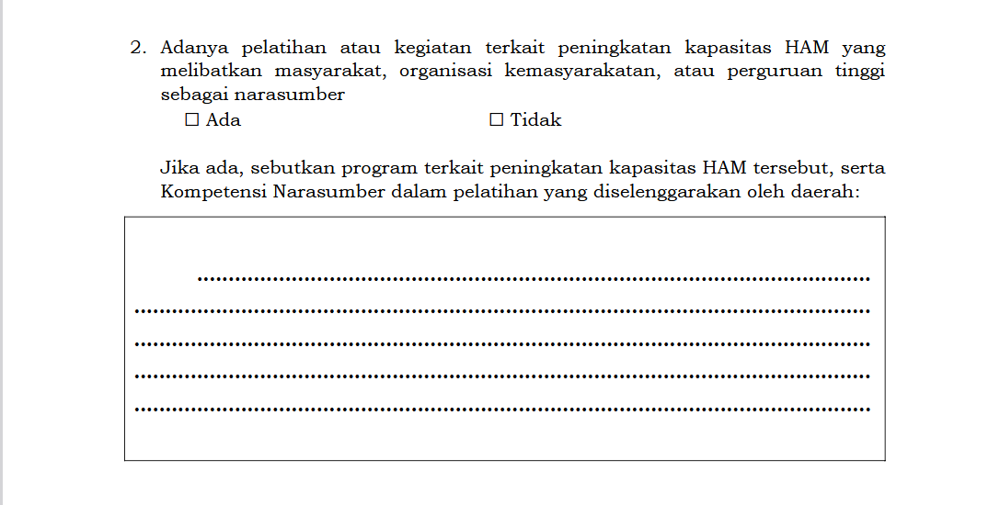 2. Adanya pelatihan atau kegiatan terkait peningkatan kapasitas HAM yang
melibatkan masyarakat, organisasi kemasyarakatan, atau perguruan tinggi
sebagai narasumber
☐ Ada ☐ Tidak
Jika ada, sebutkan program terkait peningkatan kapasitas HAM tersebut, serta
Kompetensi Narasumber dalam pelatihan yang diselenggarakan oleh daerah: